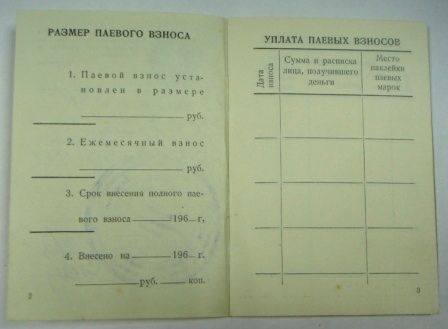 РАЗМЕР ПАЕВОГО ВЗНОСА
1. Паевой взнос уста-
новлен в размере
руб.
2. Ежемесячный взнос
руб.
3. Срок внесения полного пае-
вого взноса 196 г.
4. Внесено на 196 г.
руб. коп.
2
УПЛАТА ПАЕВЫХ ВЗНОСОВ
Дата
взноса
Сумма и расписка
лица, получившего
деньги
Место
наклейки
паевых
марок
3